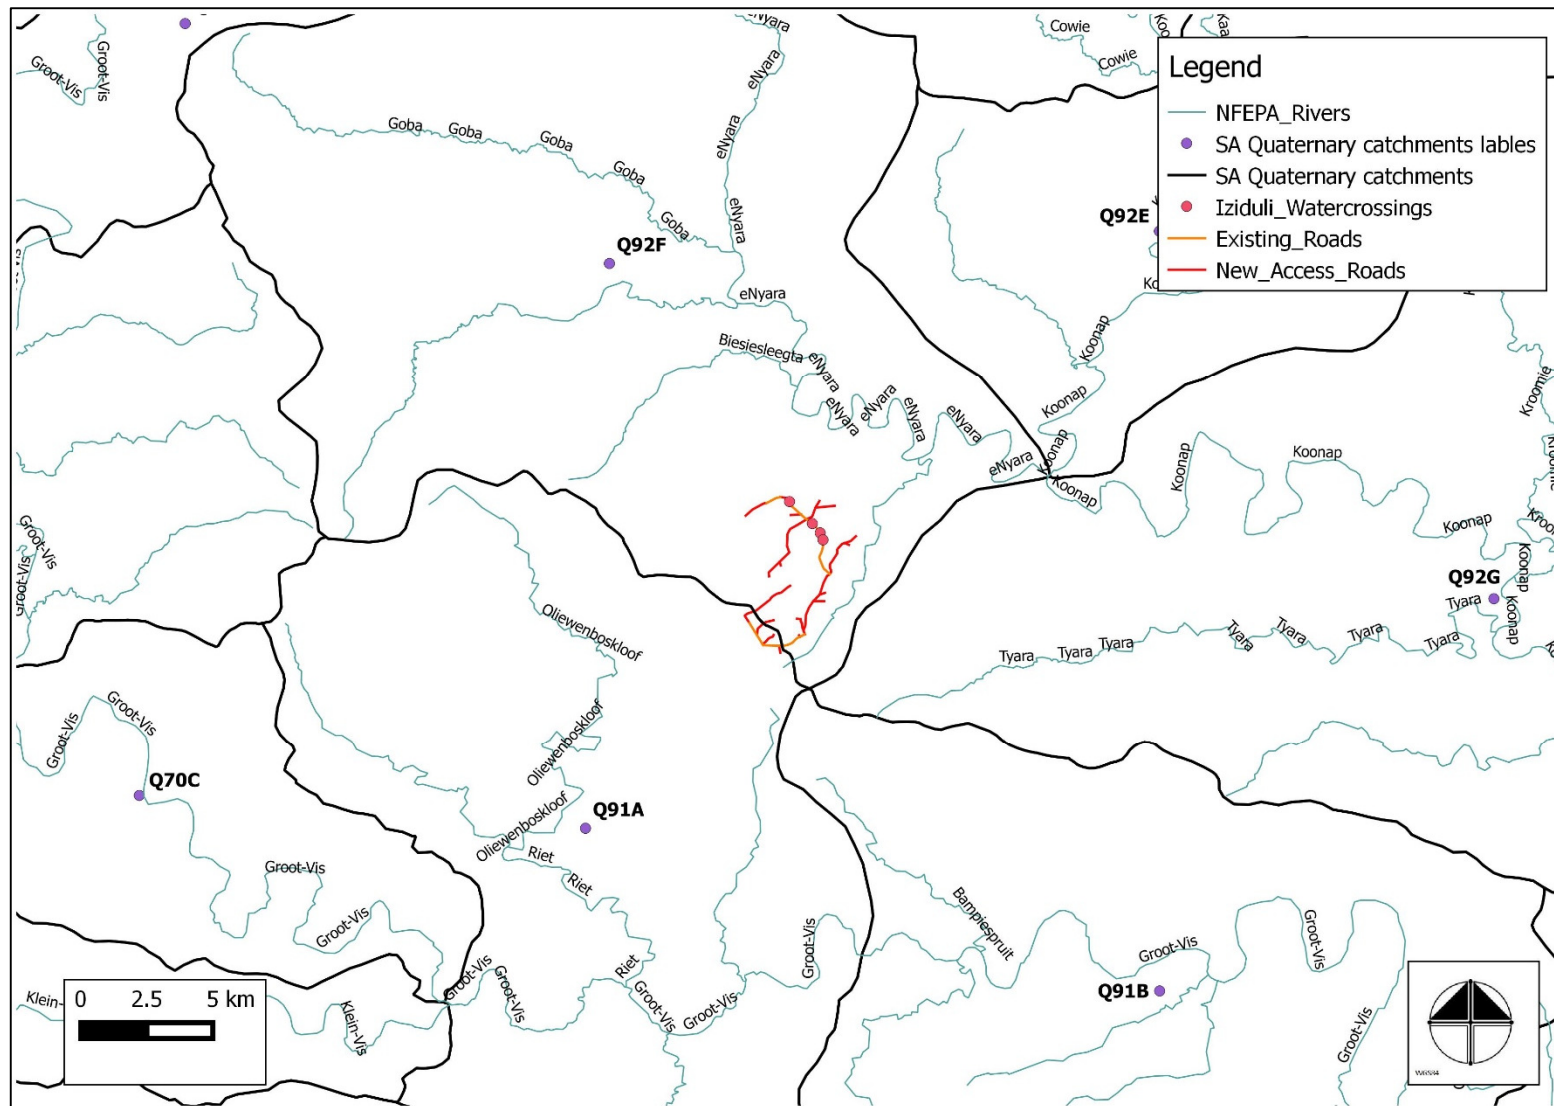 eNyara
Cowie
Cowie
Groot-Vis
Groot-Vis
eNyara
Legend
NFEPA_Rivers
SA Quaternary catchments lables
SA Quaternary catchments
Iziduli_Watercrossings
Existing_Roads
New_Access_Roads
Goba
Goba
Goba
Goba
Goba
eNyara
eNyara
Q92F
Q92E
eNyara
Biesiesleegta
eNyara
eNyara
eNyara
eNyara
eNyara
eNyara
Koonap
Koonap
Koonap
Koonap
Koonap
Koonap
Koonap
Kroomie
Koonap
Koonap
Groot-Vis
Groot-Vis
Q92G
Tyara
Tyara
Tyara
Tyara
Tyara
Tyara
Tyara
Tyara
Oliewenboskloof
Oliewenboskloof
Oliewenboskloof
Groot-Vis
Groot-Vis
Q70C
Q91A
Riet
Riet
Riet
Groot-Vis
Groot-Vis
Groot-Vis
Groot-Vis
Groot-Vis
Groot-Vis
Groot-Vis
Bampiespruit
Groot-Vis
Groot-Vis
Groot-Vis
Q91B
Klein-
Klein-Vis
0 2.5 5 km